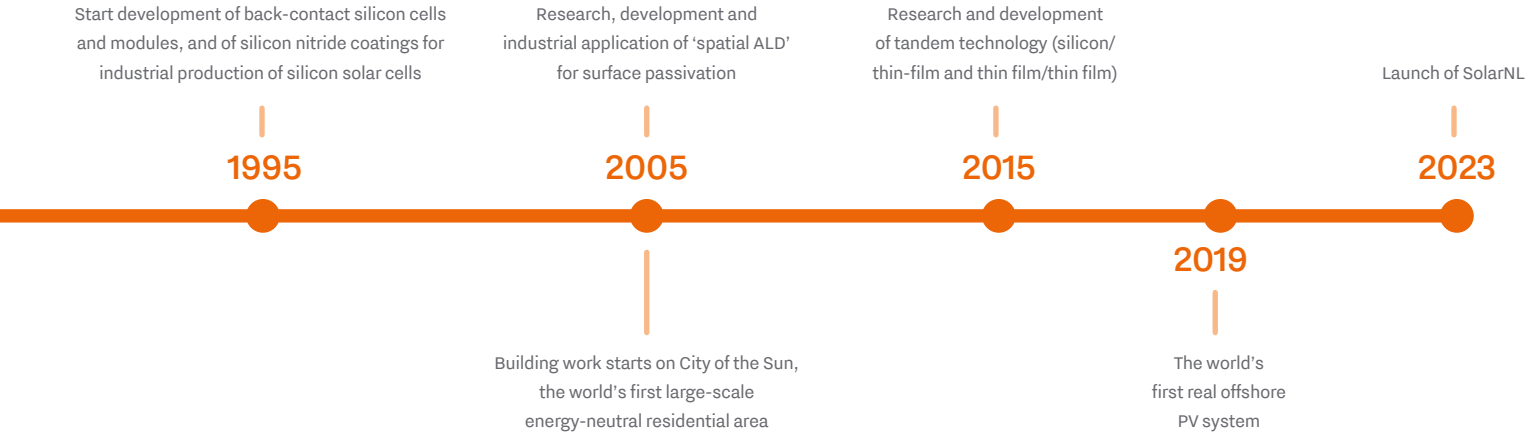 Start development of back-contact silicon cells
and modules, and of silicon nitride coatings for
industrial production of silicon solar cells
1995
Research, development and
industrial application of ‘spatial ALD’
for surface passivation
2005
Building work starts on City of the Sun,
the world’s first large-scale
energy-neutral residential area
Research and development
of tandem technology (silicon/
thin-film and thin film/thin film)
2015
2019
The world’s
first real offshore
PV system
Launch of SolarNL
2023